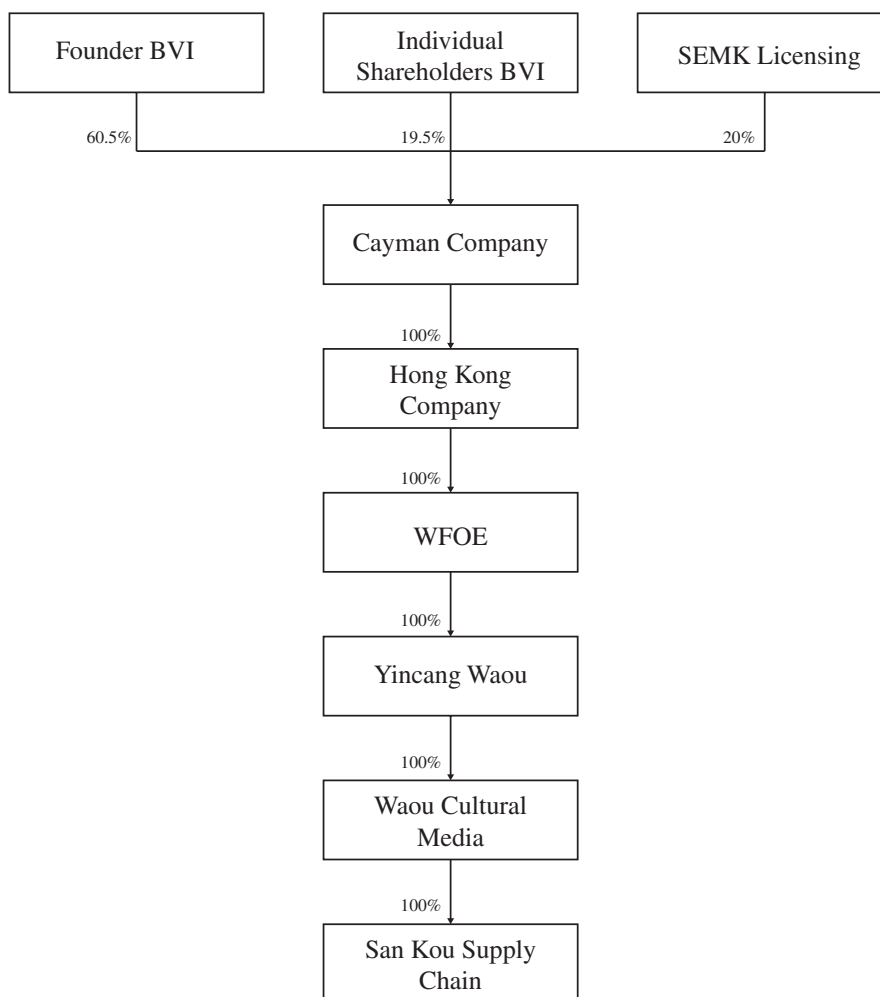 Founder BVI
Individual
Shareholders BVI
SEMK Licensing
60.5%
19.5%
20%
Cayman Company
100%
Hong Kong
Company
100%
WFOE
100%
Yincang Waou
100%
Waou Cultural
Media
100%
San Kou Supply
Chain